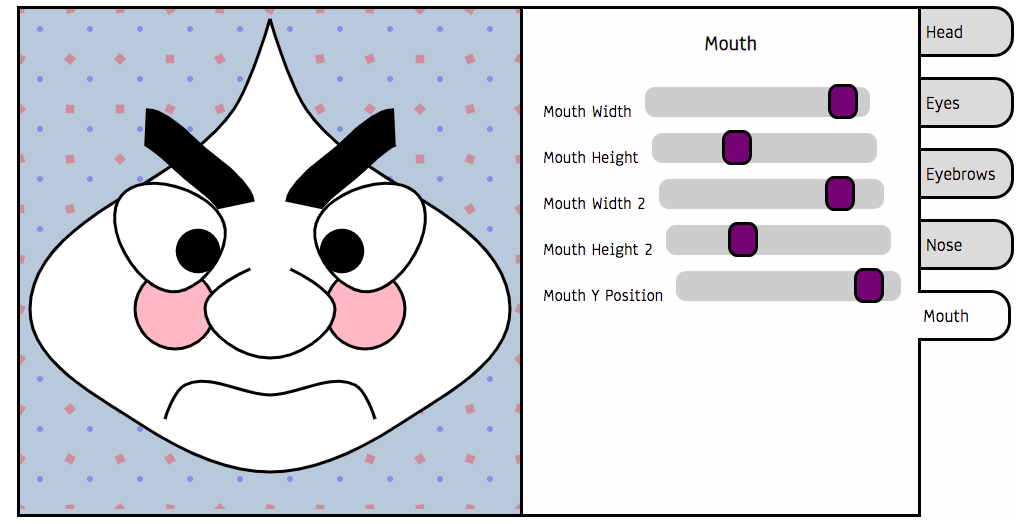 Mouth
Mouth Width
Mouth Height
Mouth Width 2
Mouth Height 2
Mouth Y Position
Head
Eyes
Eyebrows
Nose
Mouth